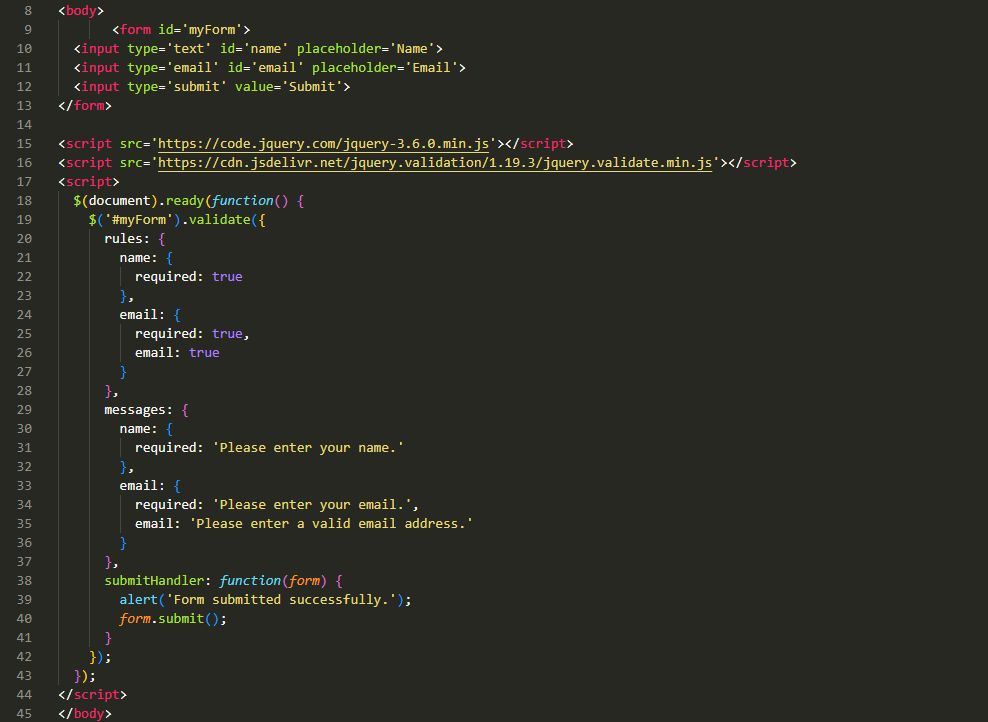 8 <body>
9 <form id='myForm'>
10 <input type='text' id='name' placeholder='Name'>
11 <input type='email' id='email' placeholder='Email'>
12 <input type='submit' value='Submit'>
13 </form>
14
15 <script src='https://code.jquery.com/jquery-3.6.0.min.js'></script>
16 <script src='https://cdn.jsdelivr.net/jquery.validation/1.19.3/jquery.validate.min.js'></script>
17 <script>
18 $(document).ready(function() {
19 $('#myForm').validate({
20 rules: {
21 name: {
22 required: true
23 },
24 email: {
25 required: true,
26 email: true
27 }
28 },
29 messages: {
30 name: {
31 required: 'Please enter your name.'
32 },
33 email: {
34 required: 'Please enter your email.',
35 email: 'Please enter a valid email address.'
36 }
37 },
38 submitHandler: function(form) {
39 alert('Form submitted successfully.');
40 form.submit();
41 }
42 });
43 });
44 </script>
45 </body>